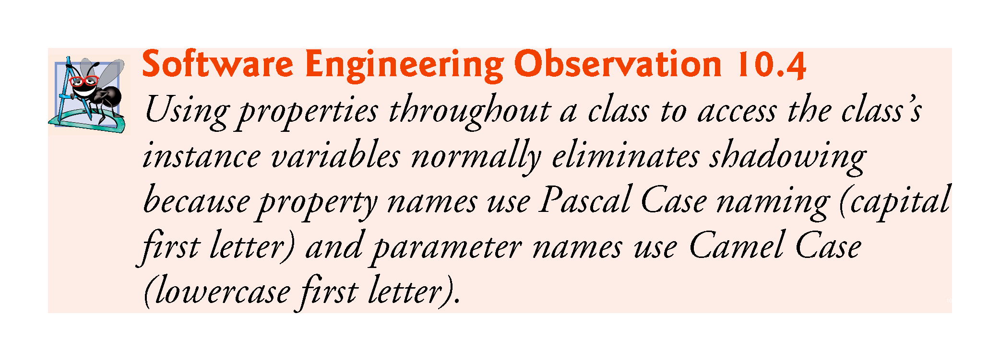 Software Engineering Observation 10.4
Using properties throughout a class to access the class’s
instance variables normally eliminates shadowing
because property names use Pascal Case naming (capital
first letter) and parameter names use Camel Case
(lowercase first letter).
10